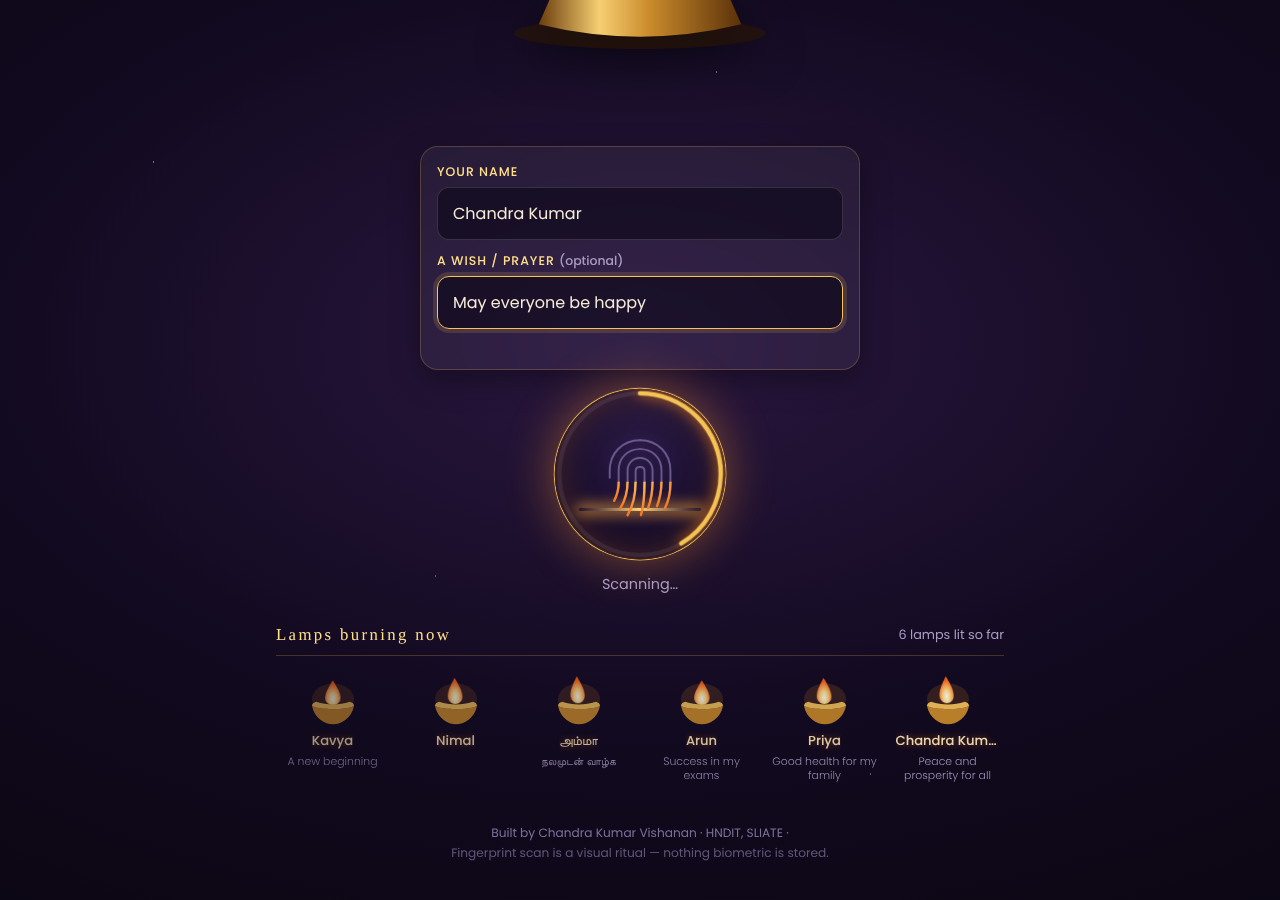 YOUR NAME
Chandra Kumar
A WISH / PRAYER (optional)
May everyone be happy
Scanning…
Lamps burning now
6 lamps lit so far
Kavya
A new beginning
Nimal
அம்மா
நலமுடன் வாழ்க
Arun
Success in my
exams
Priya
Good health for my
family
Chandra Kum…
Peace and
prosperity for all
Built by Chandra Kumar Vishanan · HNDIT, SLIATE ·
Fingerprint scan is a visual ritual — nothing biometric is stored.